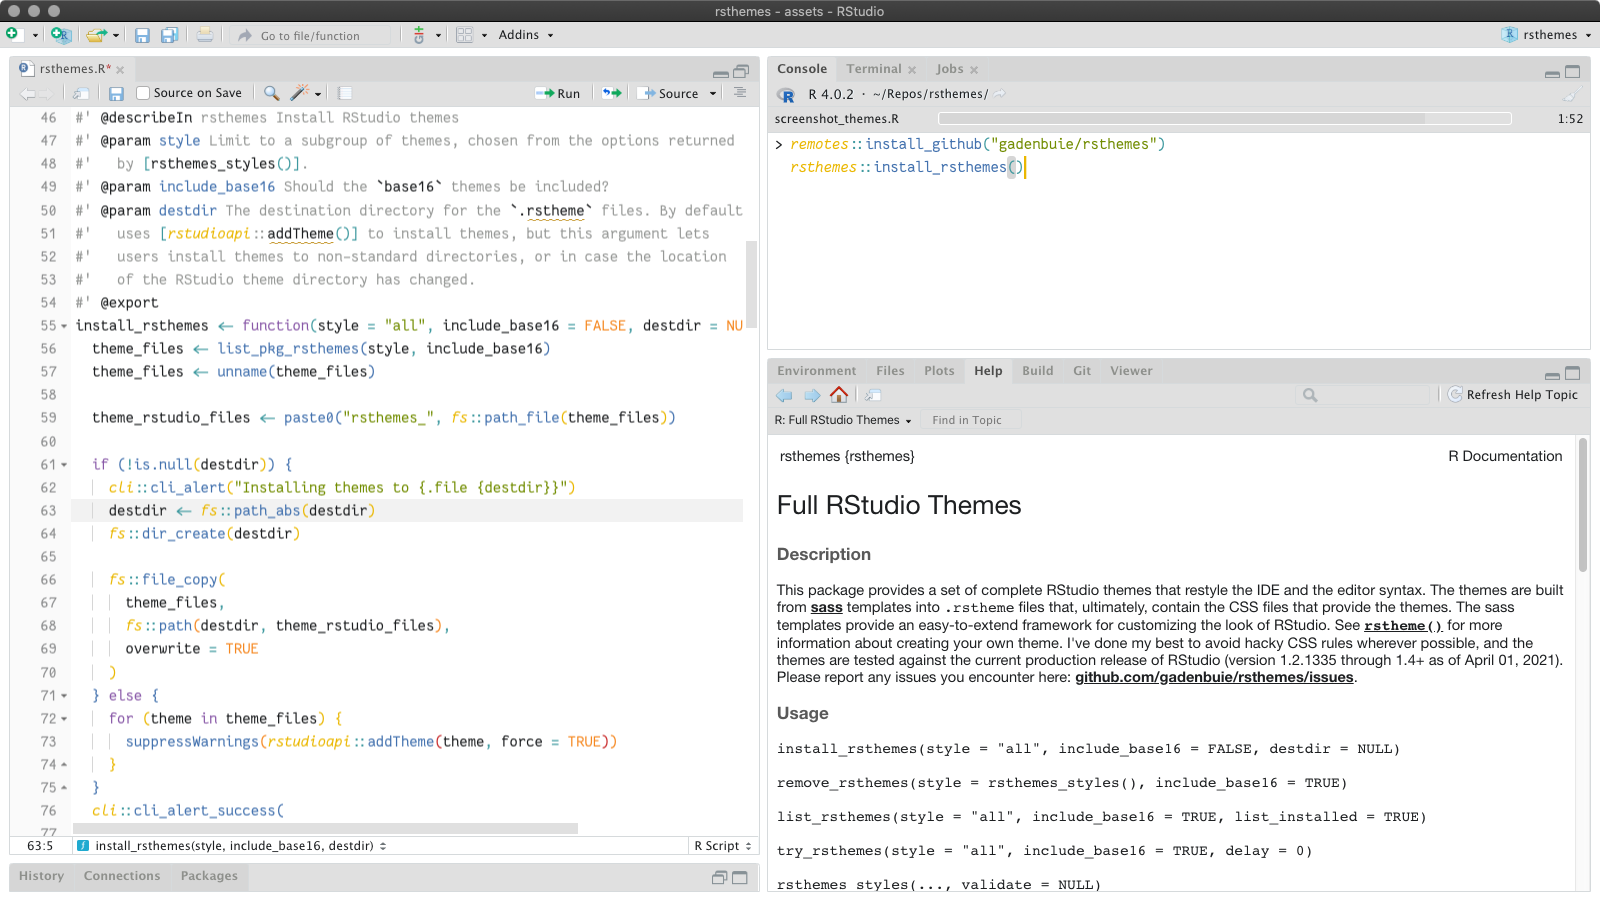 rsthemes - assets - RStudio
Go to file/function
Addins
rsthemes
rsthemes.R*
Source on Save
Run
Source
46 #' @describeIn rsthemes Install RStudio themes
47 #' @param style Limit to a subgroup of themes, chosen from the options returned
48 #'   by [rsthemes_styles()].
49 #' @param include_base16 Should the `base16` themes be included?
50 #' @param destdir The destination directory for the `.rstheme` files. By default
51 #'   uses [rstudioapi::addTheme()] to install themes, but this argument lets
52 #'   users install themes to non-standard directories, or in case the location
53 #'   of the RStudio theme directory has changed.
54 #' @export
55 install_rsthemes <- function(style = "all", include_base16 = FALSE, destdir = NU
56   theme_files <- list_pkg_rsthemes(style, include_base16)
57   theme_files <- unname(theme_files)
58
59   theme_rstudio_files <- paste0("rsthemes_", fs::path_file(theme_files))
60
61   if (!is.null(destdir)) {
62     cli::cli_alert("Installing themes to {.file {destdir}}")
63     destdir <- fs::path_abs(destdir)
64     fs::dir_create(destdir)
65
66     fs::file_copy(
67       theme_files,
68       fs::path(destdir, theme_rstudio_files),
69       overwrite = TRUE
70     )
71   } else {
72     for (theme in theme_files) {
73       suppressWarnings(rstudioapi::addTheme(theme, force = TRUE))
74     }
75   }
76   cli::cli_alert_success(
77
63:5
install_rsthemes(style, include_base16, destdir)
R Script
History
Connections
Packages
Console
Terminal
Jobs
R 4.0.2 · ~/Repos/rsthemes/
screenshot_themes.R
1:52
> remotes::install_github("gadenbuie/rsthemes")
rsthemes::install_rsthemes()
Environment
Files
Plots
Help
Build
Git
Viewer
Refresh Help Topic
R: Full RStudio Themes
Find in Topic
rsthemes {rsthemes}
R Documentation
Full RStudio Themes
Description
This package provides a set of complete RStudio themes that restyle the IDE and the editor syntax. The themes are built
from sass templates into .rstheme files that, ultimately, contain the CSS files that provide the themes. The sass
templates provide an easy-to-extend framework for customizing the look of RStudio. See rstheme() for more
information about creating your own theme. I've done my best to avoid hacky CSS rules wherever possible, and the
themes are tested against the current production release of RStudio (version 1.2.1335 through 1.4+ as of April 01, 2021).
Please report any issues you encounter here: github.com/gadenbuie/rsthemes/issues.
Usage
install_rsthemes(style = "all", include_base16 = FALSE, destdir = NULL)
remove_rsthemes(style = rsthemes_styles(), include_base16 = TRUE)
list_rsthemes(style = "all", include_base16 = TRUE, list_installed = TRUE)
try_rsthemes(style = "all", include_base16 = TRUE, delay = 0)
rsthemes_styles(..., validate = NULL)